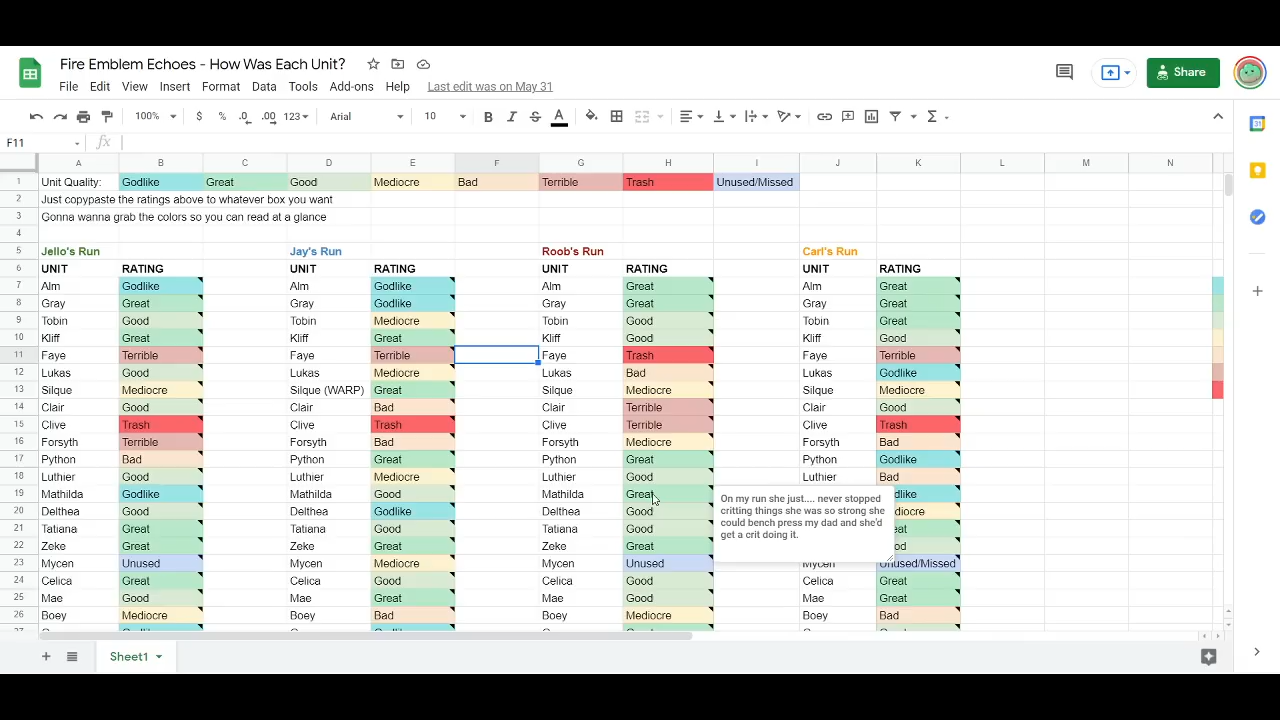 Fire Emblem Echoes - How Was Each Unit?
Share
File Edit View Insert Format Data Tools Add-ons Help Last edit was on May 31
100% $ % .0 .00 123 Arial 10 B I S A
F11 fx
A B C D E F G H I J K L M N
1 Unit Quality: Godlike Great Good Mediocre Bad Terrible Trash Unused/Missed
2 Just copypaste the ratings above to whatever box you want
3 Gonna wanna grab the colors so you can read at a glance
4
5 Jello's Run Jay's Run Roob's Run Carl's Run
6 UNIT RATING UNIT RATING UNIT RATING UNIT RATING
7 Alm Godlike Alm Godlike Alm Great Alm Great
8 Gray Great Gray Godlike Gray Great Gray Great
9 Tobin Good Tobin Mediocre Tobin Good Tobin Great
10 Kliff Great Kliff Great Kliff Good Kliff Good
11 Faye Terrible Faye Terrible Faye Trash Faye Terrible
12 Lukas Good Lukas Mediocre Lukas Bad Lukas Godlike
13 Silque Mediocre Silque (WARP) Great Silque Mediocre Silque Mediocre
14 Clair Good Clair Bad Clair Terrible Clair Good
15 Clive Trash Clive Trash Clive Terrible Clive Trash
16 Forsyth Terrible Forsyth Bad Forsyth Mediocre Forsyth Bad
17 Python Bad Python Great Python Great Python Godlike
18 Luthier Good Luthier Mediocre Luthier Good Luthier Bad
19 Mathilda Godlike Mathilda Good Mathilda Great
20 Delthea Good Delthea Godlike Delthea Good
21 Tatiana Great Tatiana Good Tatiana Good
22 Zeke Great Zeke Great Zeke Great
23 Mycen Unused Mycen Mediocre Mycen Unused Mycen Unused/Missed
On my run she just.... never stopped
critting things she was so strong she
could bench press my dad and she'd
get a crit doing it.
24 Celica Great Celica Good Celica Good Celica Great
25 Mae Good Mae Great Mae Good Mae Great
26 Boey Mediocre Boey Bad Boey Mediocre Boey Bad
Sheet1